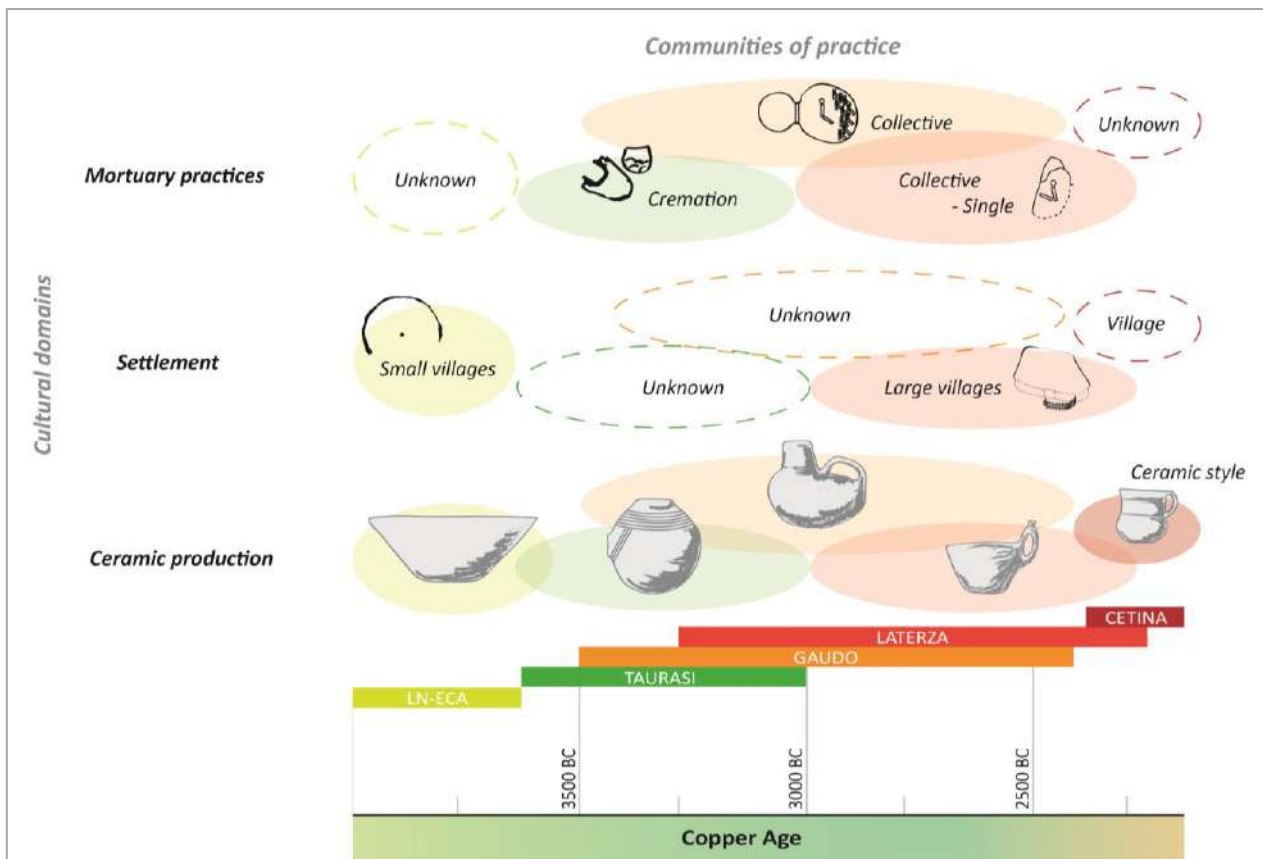 Communities of practice
Cultural domains
Mortuary practices
Unknown
Cremation
Collective
Collective
- Single
Unknown
Settlement
Small villages
Unknown
Unknown
Large villages
Village
Ceramic production
Ceramic style
CETINA
LATERZA
GAUDO
TAURASI
LN-ECA
3500 BC
3000 BC
2500 BC
Copper Age